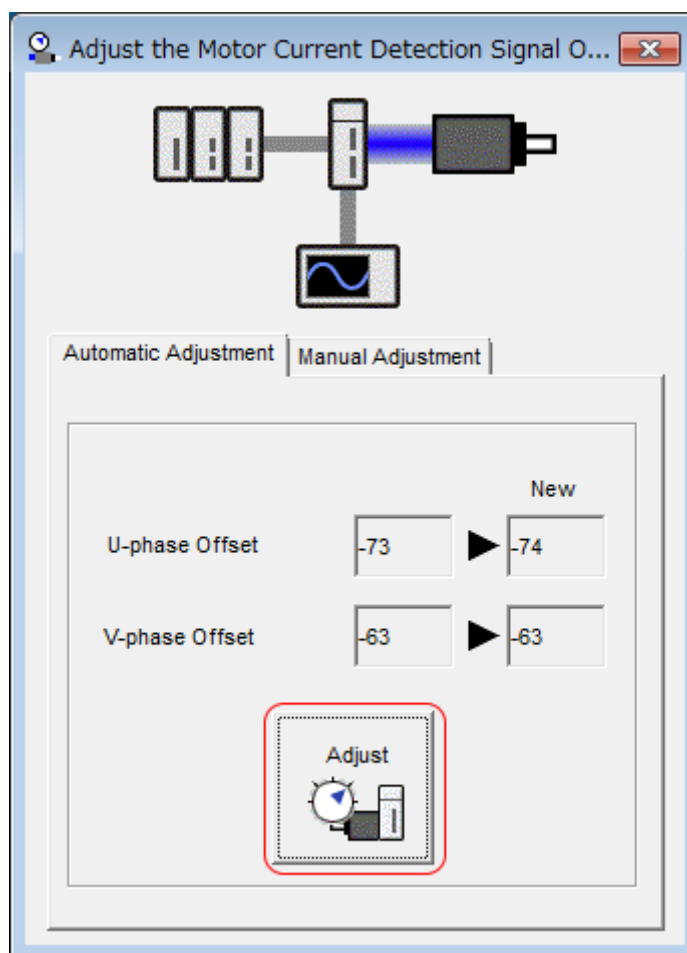 Adjust the Motor Current Detection Signal O...
Automatic Adjustment
Manual Adjustment
New
U-phase Offset
-73
-74
V-phase Offset
-63
-63
Adjust